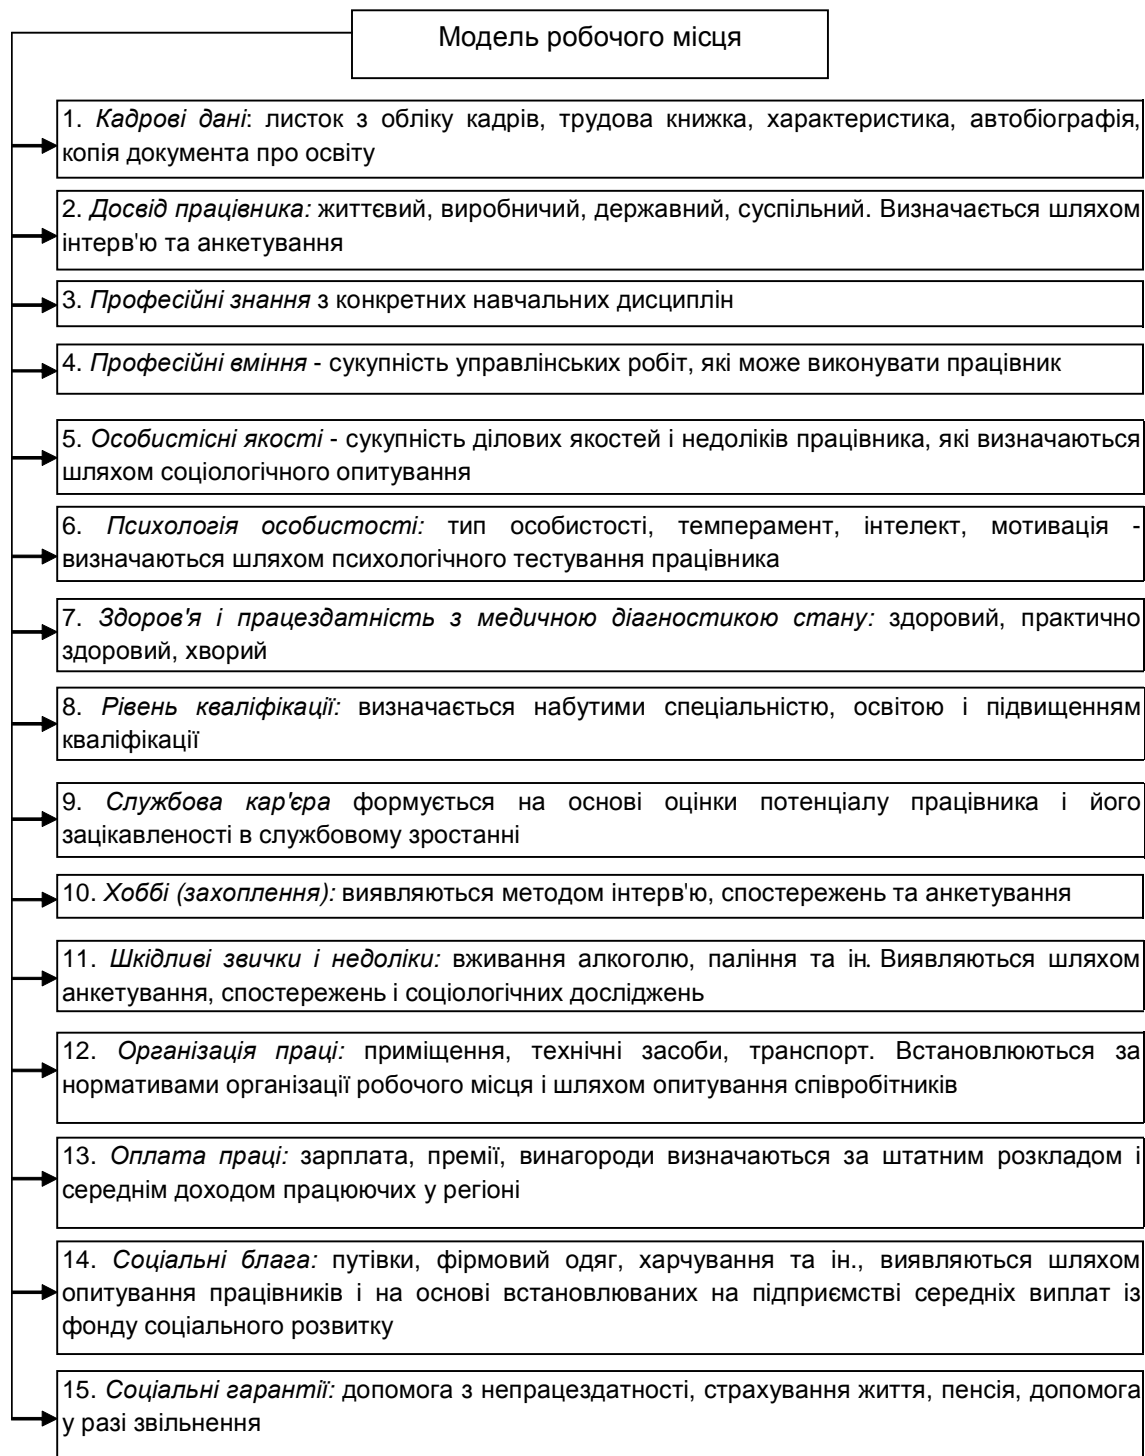 Модель робочого місця
1. Кадрові дані: листок з обліку кадрів, трудова книжка, характеристика, автобіографія,
копія документа про освіту
2. Досвід працівника: життєвий, виробничий, державний, суспільний. Визначається шляхом
інтерв'ю та анкетування
3. Професійні знання з конкретних навчальних дисциплін
4. Професійні вміння - сукупність управлінських робіт, які може виконувати працівник
5. Особистісні якості - сукупність ділових якостей і недоліків працівника, які визначаються
шляхом соціологічного опитування
6. Психологія особистості: тип особистості, темперамент, інтелект, мотивація -
визначаються шляхом психологічного тестування працівника
7. Здоров'я і працездатність з медичною діагностикою стану: здоровий, практично
здоровий, хворий
8. Рівень кваліфікації: визначається набутими спеціальністю, освітою і підвищенням
кваліфікації
9. Службова кар'єра формується на основі оцінки потенціалу працівника і його
зацікавленості в службовому зростанні
10. Хоббі (захоплення): виявляються методом інтерв'ю, спостережень та анкетування
11. Шкідливі звички і недоліки: вживання алкоголю, паління та ін. Виявляються шляхом
анкетування, спостережень і соціологічних досліджень
12. Організація праці: приміщення, технічні засоби, транспорт. Встановлюються за
нормативами організації робочого місця і шляхом опитування співробітників
13. Оплата праці: зарплата, премії, винагороди визначаються за штатним розкладом і
середнім доходом працюючих у регіоні
14. Соціальні блага: путівки, фірмовий одяг, харчування та ін., виявляються шляхом
опитування працівників і на основі встановлюваних на підприємстві середніх виплат із
фонду соціального розвитку
15. Соціальні гарантії: допомога з непрацездатності, страхування життя, пенсія, допомога
у разі звільнення